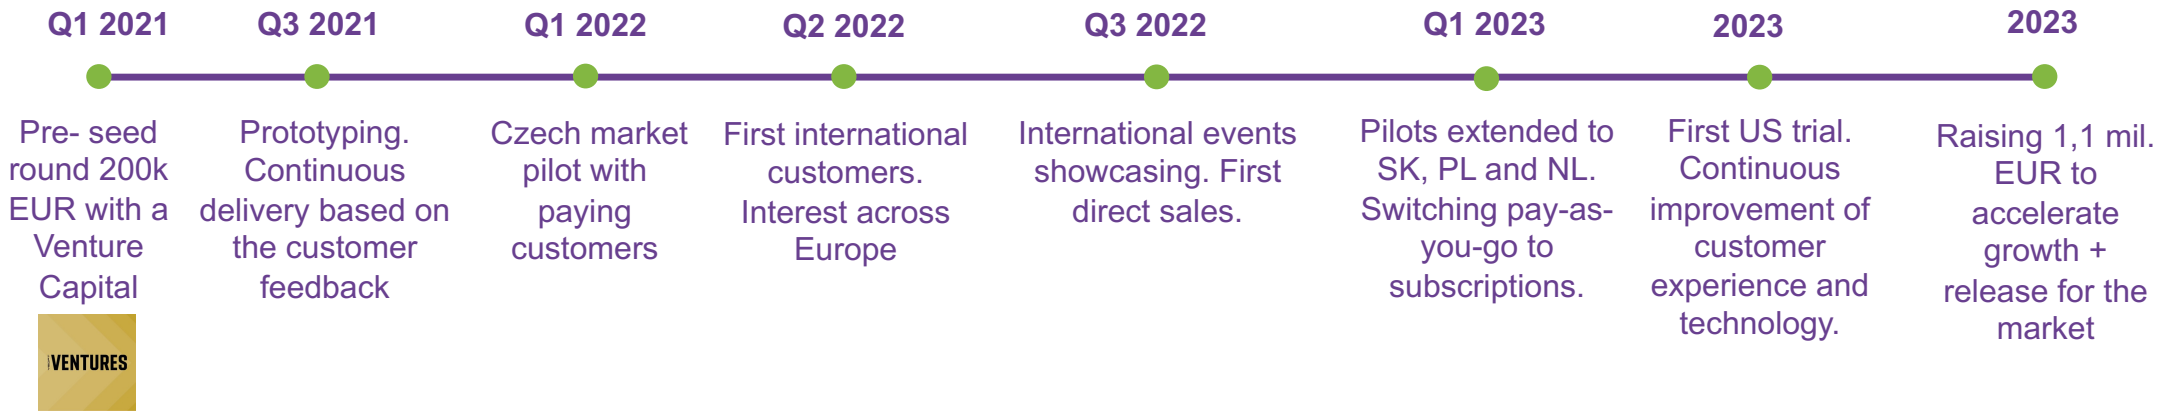 Q1 2021
Pre- seed
round 200k
EUR with a
Venture
Capital
VENTURES
Q3 2021
Prototyping.
Continuous
delivery based on
the customer
feedback
Q1 2022
Czech market
pilot with
paying
customers
Q2 2022
First international
customers.
Interest across
Europe
Q3 2022
International events
showcasing. First
direct sales.
Q1 2023
Pilots extended to
SK, PL and NL.
Switching pay-as-
you-go to
subscriptions.
2023
First US trial.
Continuous
improvement of
customer
experience and
technology.
2023
Raising 1,1 mil.
EUR to
accelerate
growth +
release for the
market